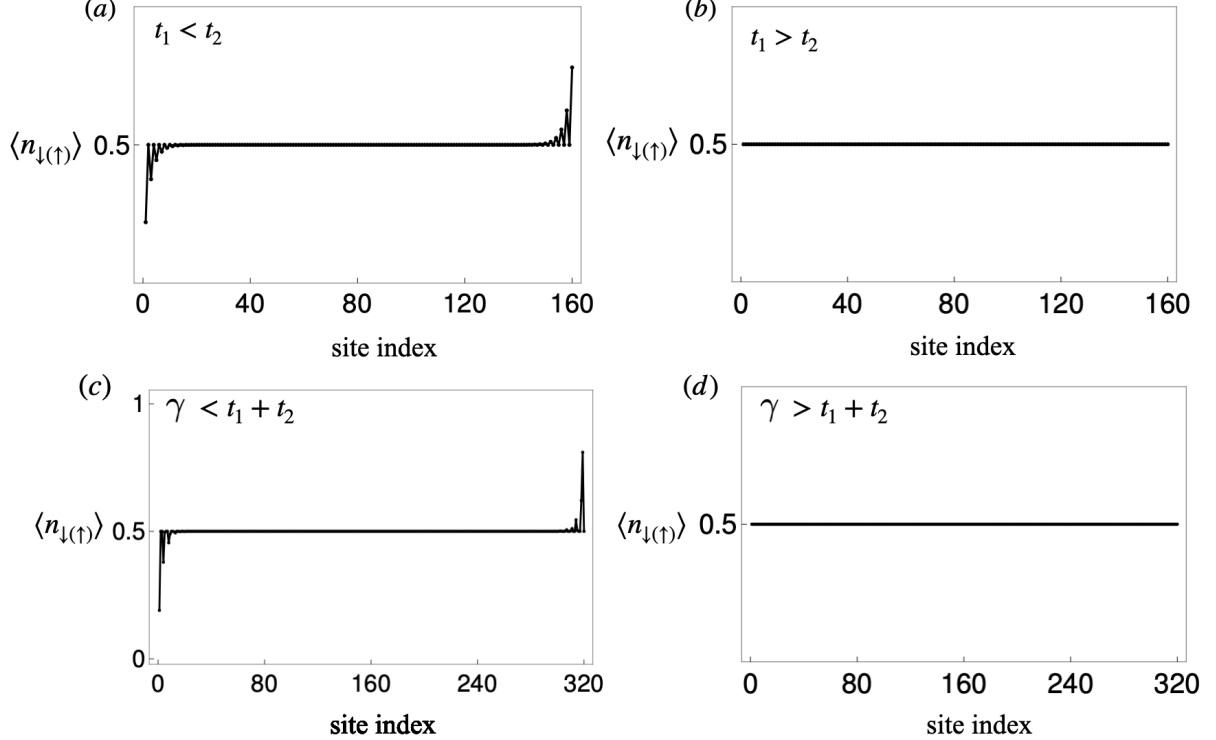 (a)
t₁ < t₂
⟨n↓(↑)⟩ 0.5
0 40 80 120 160
site index
(b)
t₁ > t₂
⟨n↓(↑)⟩ 0.5
0 40 80 120 160
site index
(c)
γ < t₁ + t₂
1
⟨n↓(↑)⟩ 0.5
0
0 80 160 240 320
site index
(d)
γ > t₁ + t₂
⟨n↓(↑)⟩ 0.5
0 80 160 240 320
site index